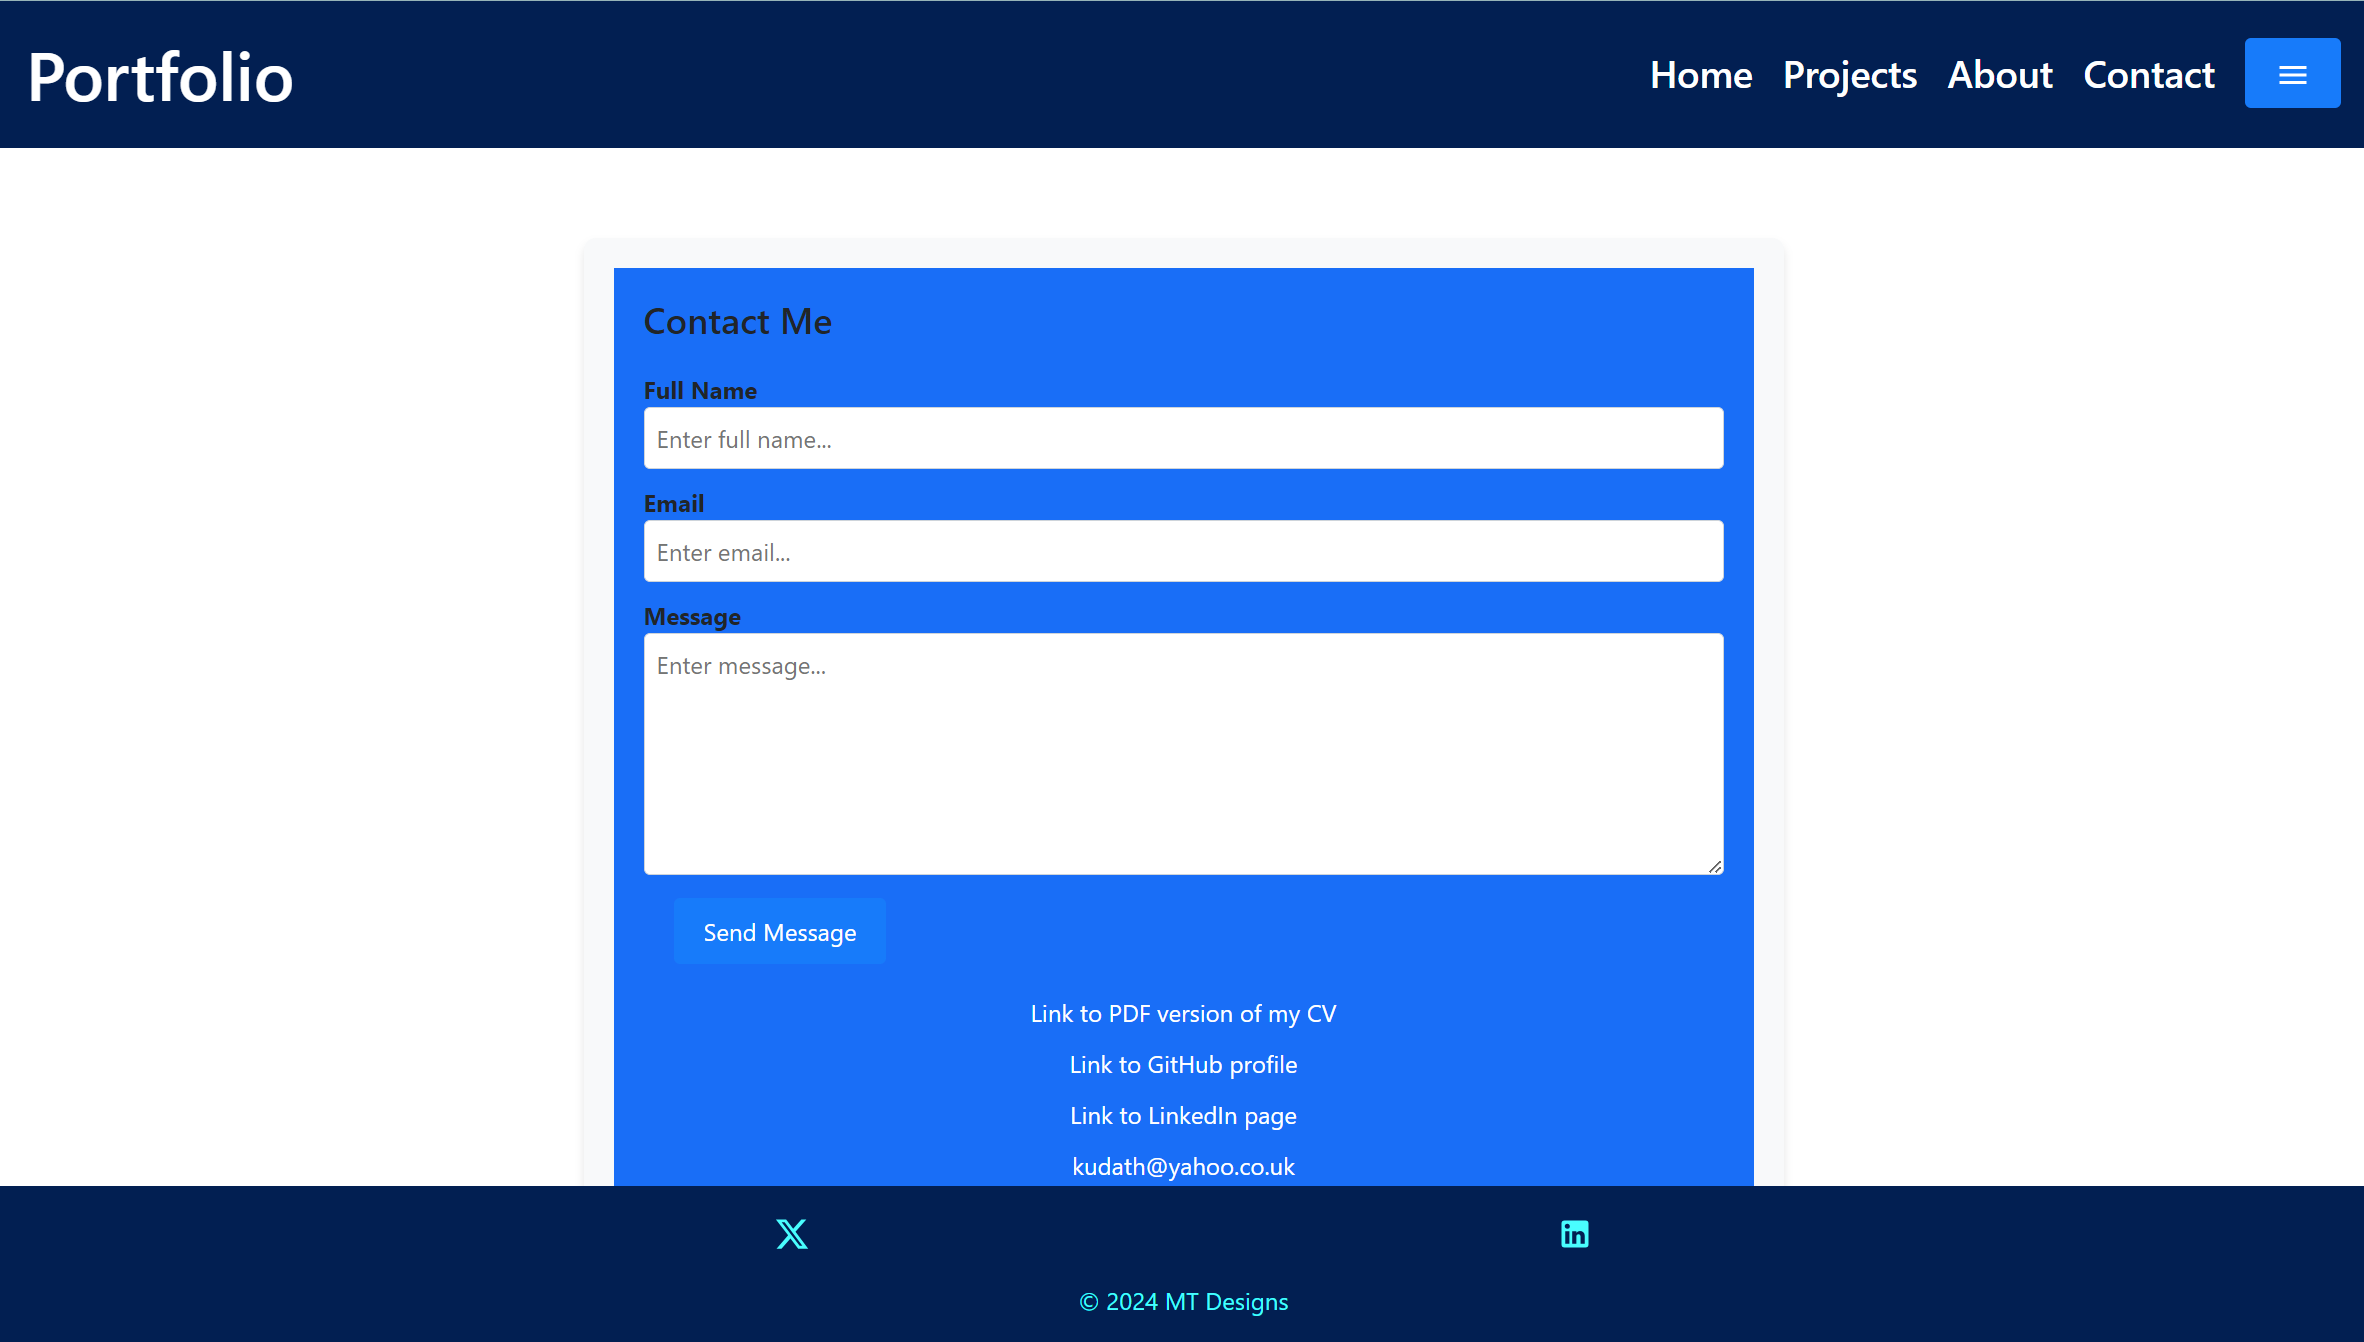 Portfolio
Home Projects About Contact
Contact Me
Full Name
Enter full name...
Email
Enter email...
Message
Enter message...
Send Message
Link to PDF version of my CV
Link to GitHub profile
Link to LinkedIn page
kudath@yahoo.co.uk
© 2024 MT Designs